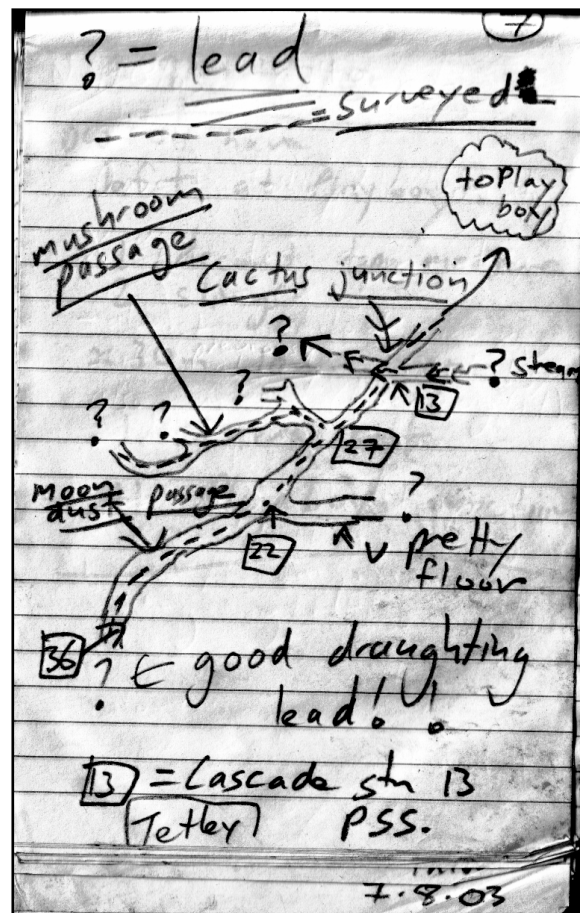 7
? = lead
= surveyed
to Play
box
mushroom
passage
Cactus junction
?
? stream
13
?
? ?
27
moon passage
dust
?
22
v pretty
floor
36
? ← good draughting
lead! !
13 = Cascade stn 13
Tetley PSS.
7.8.03